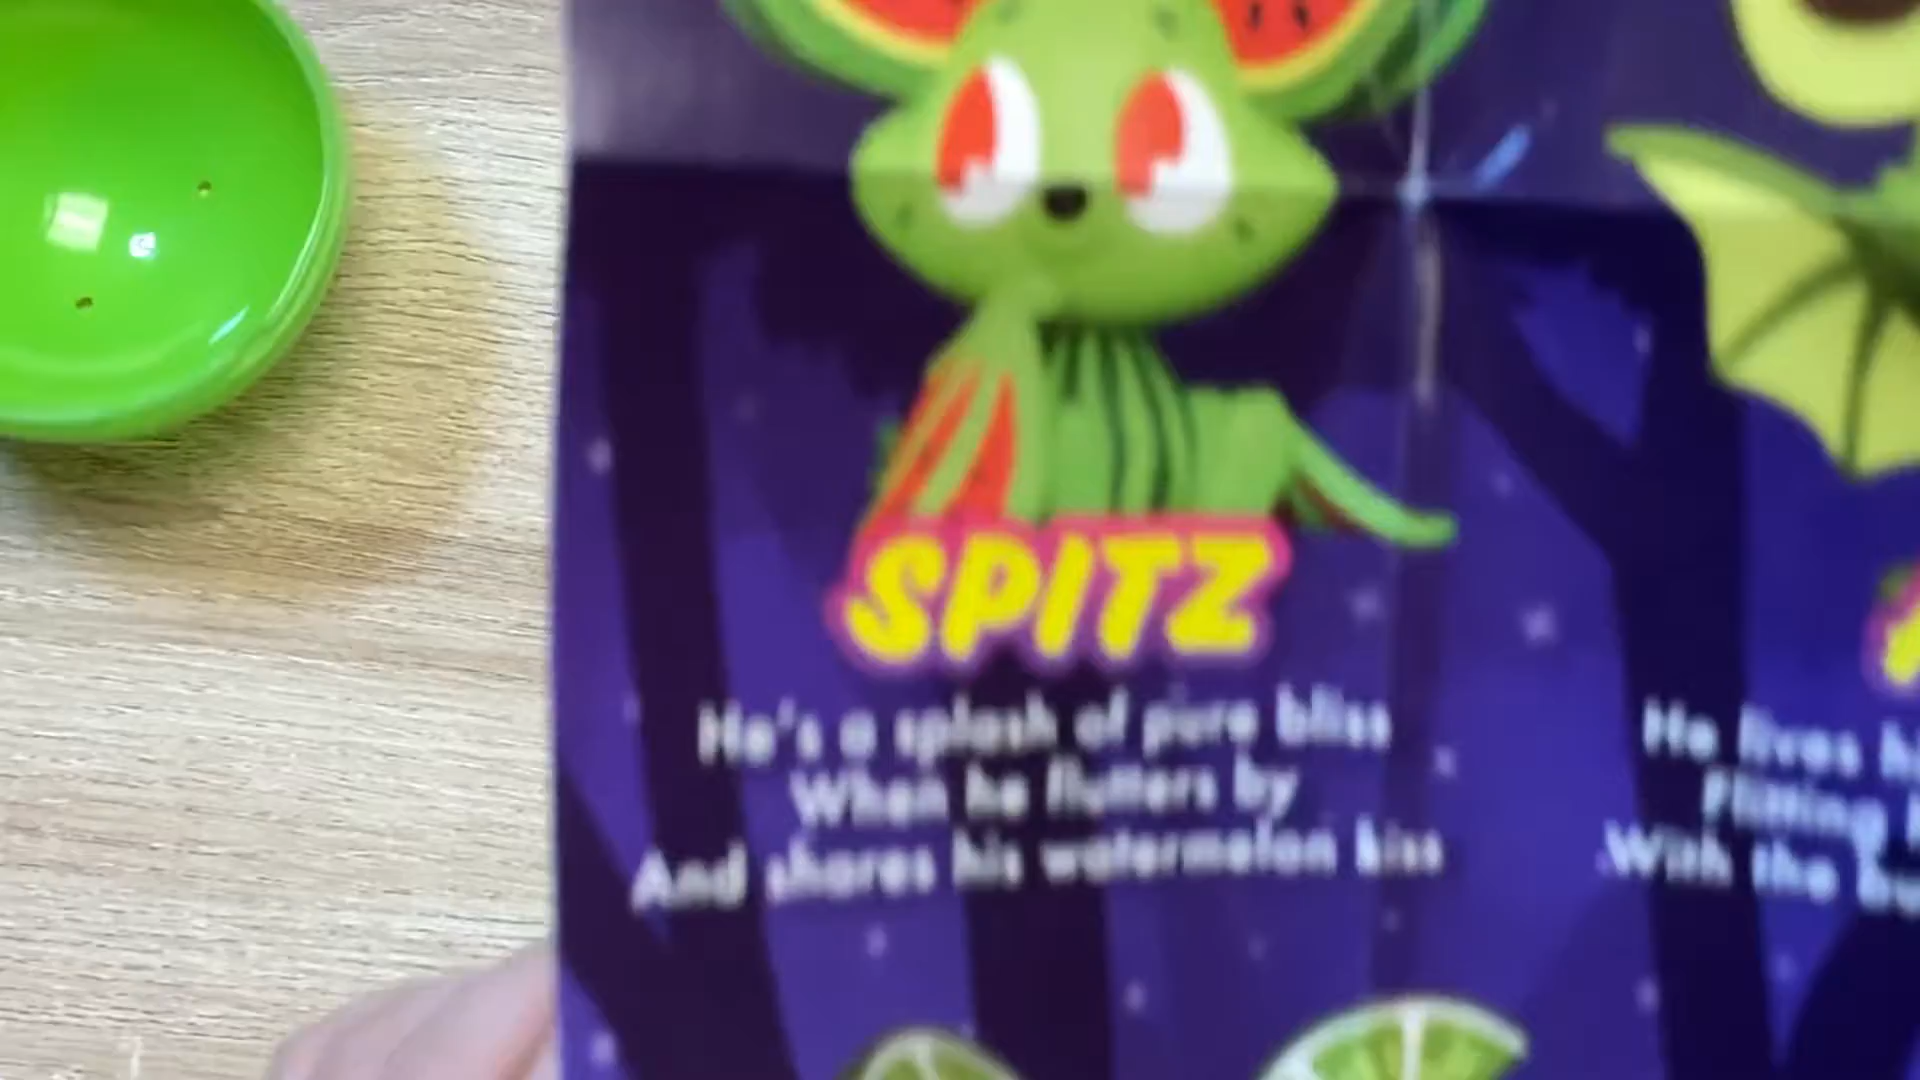 SPITZ
He's a splash of pure bliss
When he flutters by
And shares his watermelon kiss
He lives
Flitting
With the